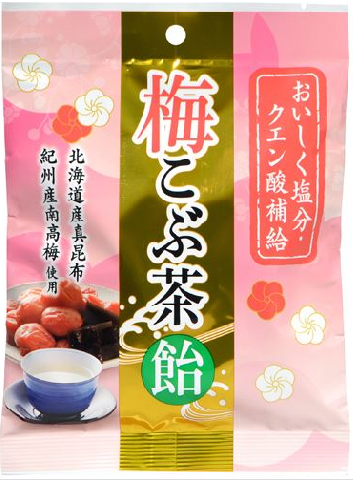 おいしく塩分・
クエン酸補給
梅こぶ茶飴
北海道産真昆布
紀州産南高梅使用